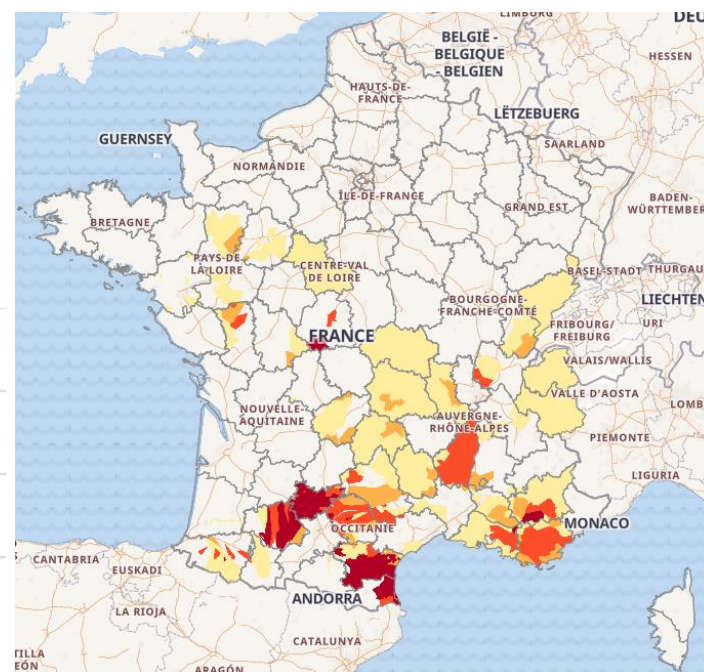 LIMBURG
DEU
BELGIË -
BELGIQUE
- BELGIEN
HESSEN
HAUTS-DE-
FRANCE
LËTZEBUERG
GUERNSEY
SAARLAND
NORMANDIE
ÎLE-DE-FRANCE
BADEN-
WÜRTTEMBER
GRAND EST
BRETAGNE
PAYS-DE-
LA-LOIRE
CENTRE-VAL
DE LOIRE
BASEL-STADT
THURGAU
BOURGOGNE-
FRANCHE-COMTÉ
LIECHTEN
FRIBOURG/
FREIBURG
URI
FRANCE
VALAIS/WALLIS
VALLE D'AOSTA
LOMB
NOUVELLE-
AQUITAINE
AUVERGNE-
RHÔNE-ALPES
PIEMONTE
LIGURIA
OCCITANIE
MONACO
CANTABRIA
EUSKADI
ANDORRA
LA RIOJA
CATALUNYA
TILLA
EÓN
ARAGÓN